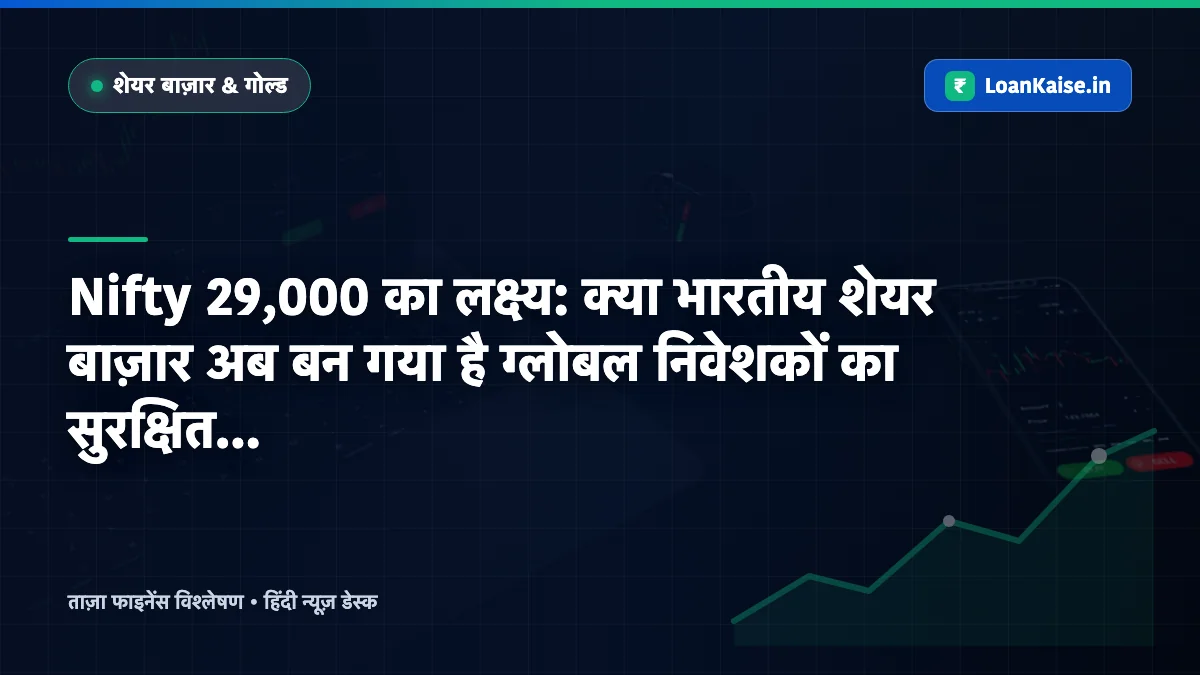 शेयर बाज़ार & गोल्ड
₹ LoanKaise.in
Nifty 29,000 का लक्ष्य: क्या भारतीय शेयर
बाज़ार अब बन गया है ग्लोबल निवेशकों का
सुरक्षित...
ताज़ा फाइनेंस विश्लेषण • हिंदी न्यूज़ डेस्क